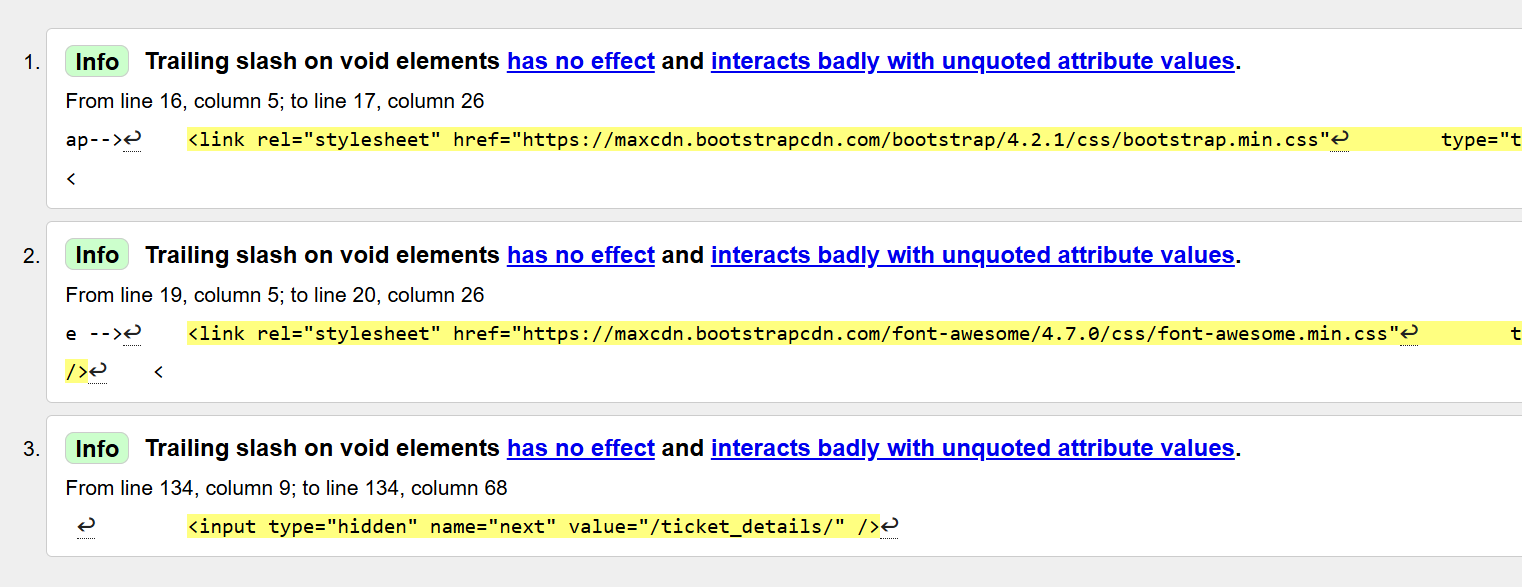 1. Info Trailing slash on void elements has no effect and interacts badly with unquoted attribute values.
From line 16, column 5; to line 17, column 26
ap-->↩    <link rel="stylesheet" href="https://maxcdn.bootstrapcdn.com/bootstrap/4.2.1/css/bootstrap.min.css"↩        type="t
<
2. Info Trailing slash on void elements has no effect and interacts badly with unquoted attribute values.
From line 19, column 5; to line 20, column 26
e -->↩    <link rel="stylesheet" href="https://maxcdn.bootstrapcdn.com/font-awesome/4.7.0/css/font-awesome.min.css"↩        t
/>↩    <
3. Info Trailing slash on void elements has no effect and interacts badly with unquoted attribute values.
From line 134, column 9; to line 134, column 68
↩        <input type="hidden" name="next" value="/ticket_details/" />↩